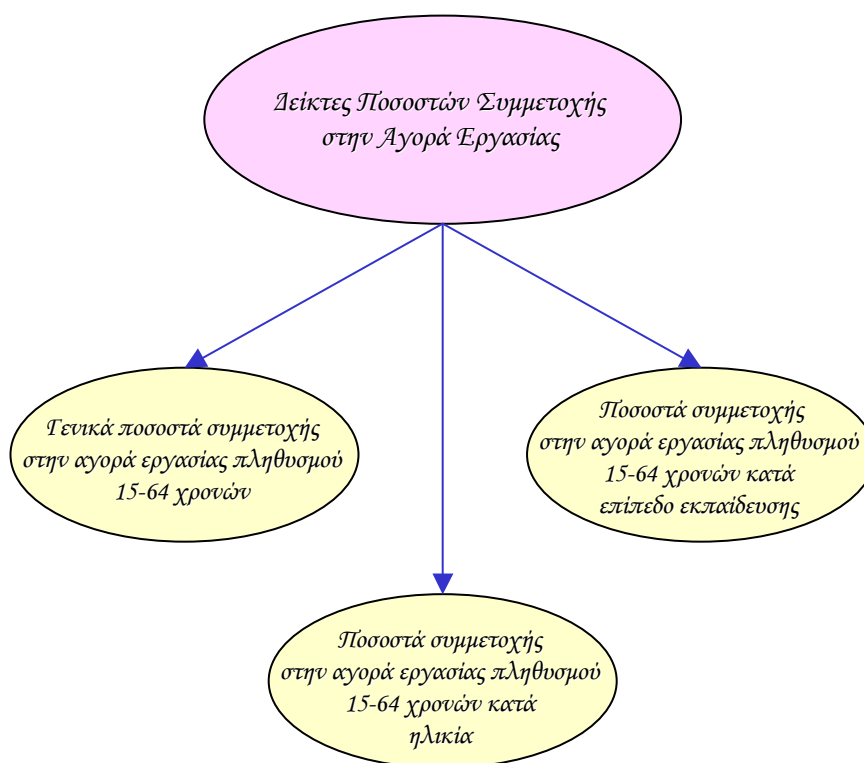 Δείκτες Ποσοστών Συμμετοχής
στην Αγορά Εργασίας
Γενικά ποσοστά συμμετοχής
στην αγορά εργασίας πληθυσμού
15-64 χρονών
Ποσοστά συμμετοχής
στην αγορά εργασίας πληθυσμού
15-64 χρονών κατά
επίπεδο εκπαίδευσης
Ποσοστά συμμετοχής
στην αγορά εργασίας πληθυσμού
15-64 χρονών κατά
ηλικία